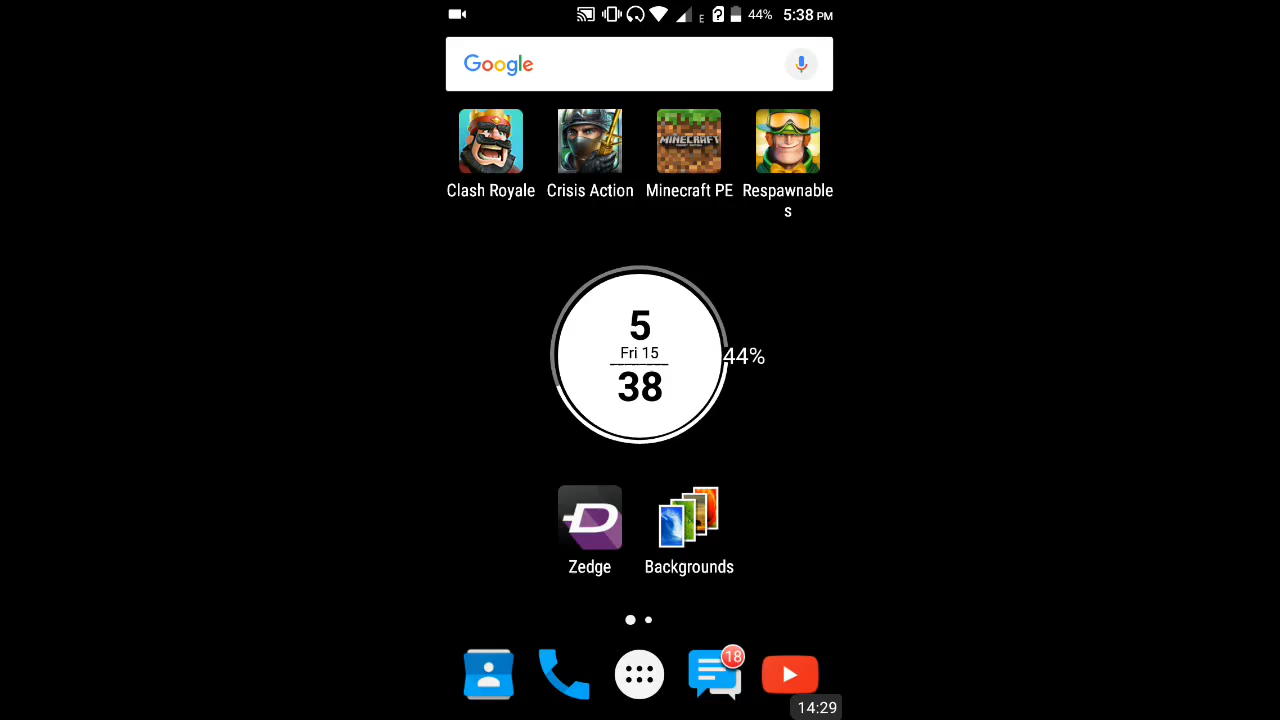 E 44% 5:38 PM
Google
MINECRAFT
Clash Royale Crisis Action Minecraft PE Respawnable
s
5
Fri 15
44%
38
Zedge Backgrounds
18
14:29